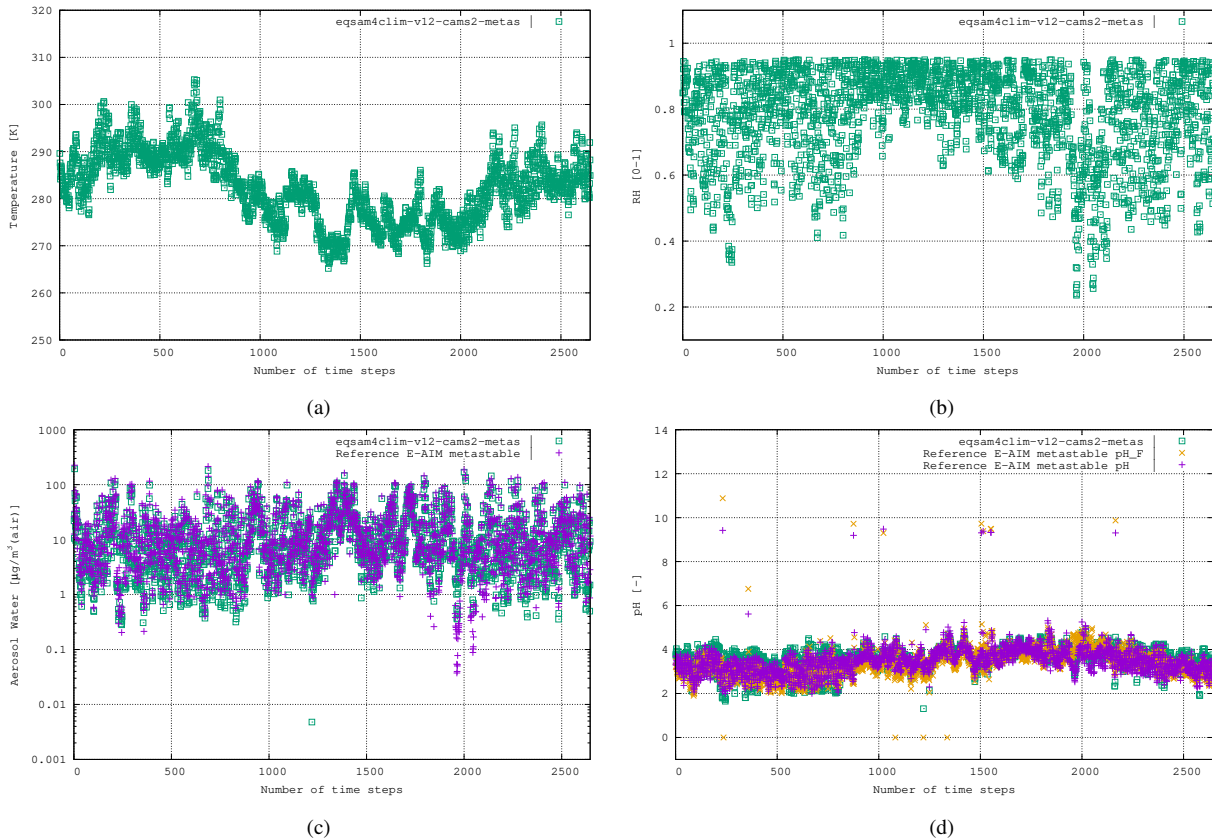 eqsam4clim-v12-cams2-metas |
320
310
300
290
280
270
260
250
Temperature [K]
0 500 1000 1500 2000 2500
Number of time steps
(a)
eqsam4clim-v12-cams2-metas |
1
0.8
0.6
0.4
0.2
RH [0-1]
0 500 1000 1500 2000 2500
Number of time steps
(b)
eqsam4clim-v12-cams2-metas |
Reference E-AIM metastable |
1000
100
10
1
0.1
0.01
0.001
Aerosol Water [µg/m³(air)]
0 500 1000 1500 2000 2500
Number of time steps
(c)
eqsam4clim-v12-cams2-metas |
Reference E-AIM metastable pH_F |
Reference E-AIM metastable pH |
14
12
10
8
6
4
2
0
pH [-]
0 500 1000 1500 2000 2500
Number of time steps
(d)